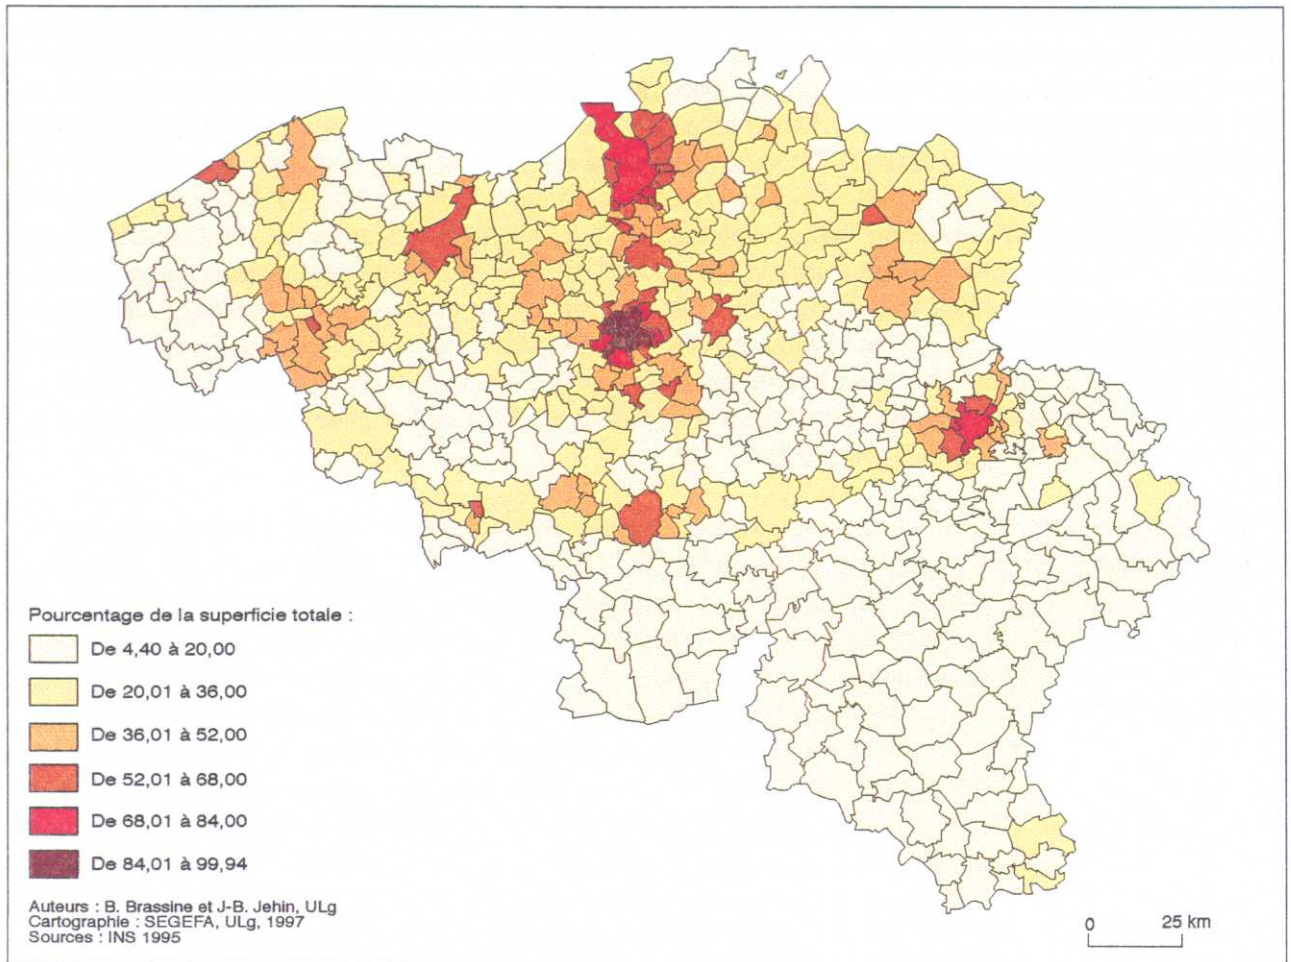 Pourcentage de la superficie totale :
De 4,40 à 20,00
De 20,01 à 36,00
De 36,01 à 52,00
De 52,01 à 68,00
De 68,01 à 84,00
De 84,01 à 99,94
Auteurs : B. Brassine et J-B. Jehin, ULg
Cartographie : SEGEFA, ULg, 1997
Sources : INS 1995
0 25 km